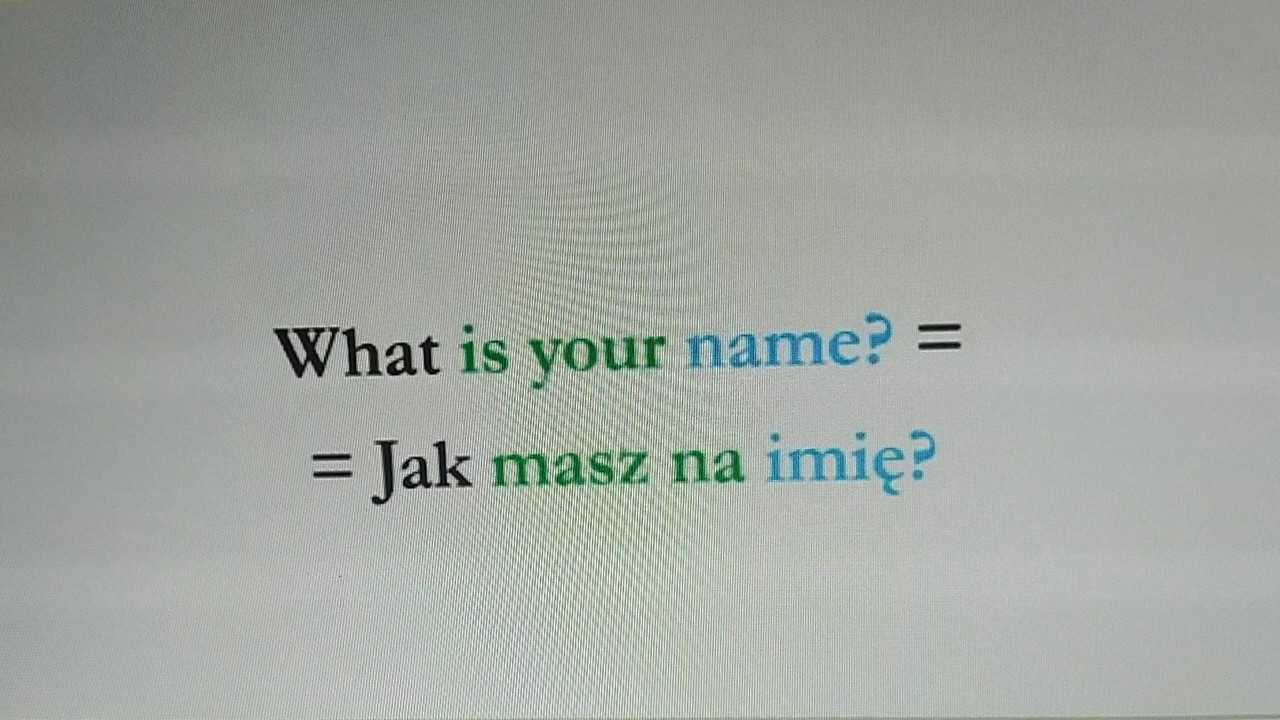 What is your name? =
= Jak masz na imię?